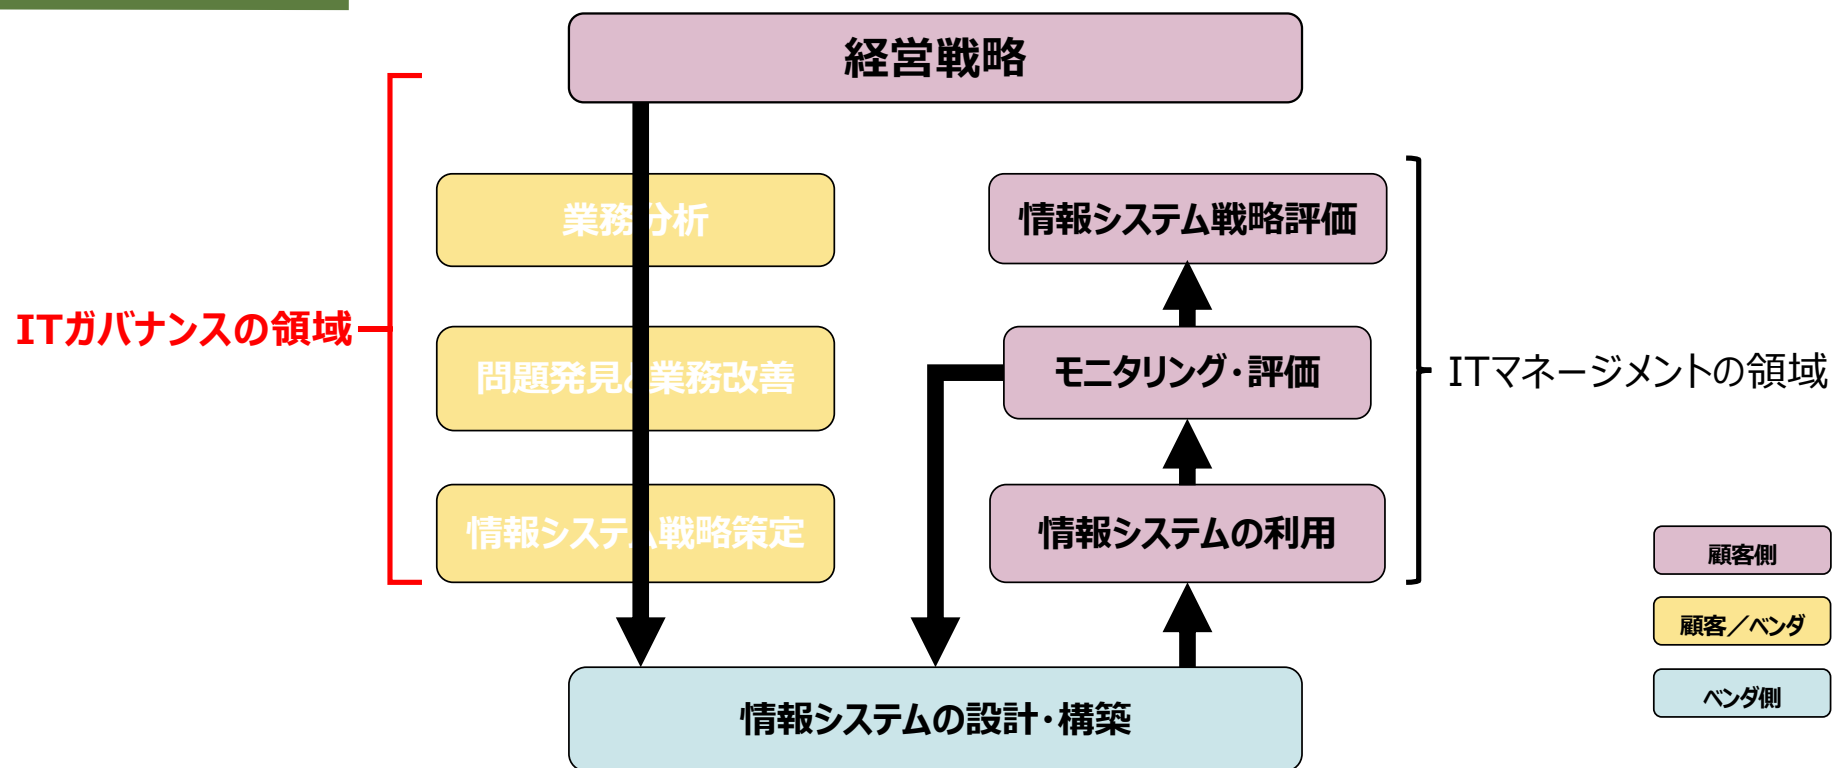 経営戦略
業務分析
情報システム戦略評価
ITガバナンスの領域
問題発見と業務改善
モニタリング・評価
ITマネージメントの領域
情報システム戦略策定
情報システムの利用
顧客側
顧客／ベンダ
ベンダ側
情報システムの設計・構築